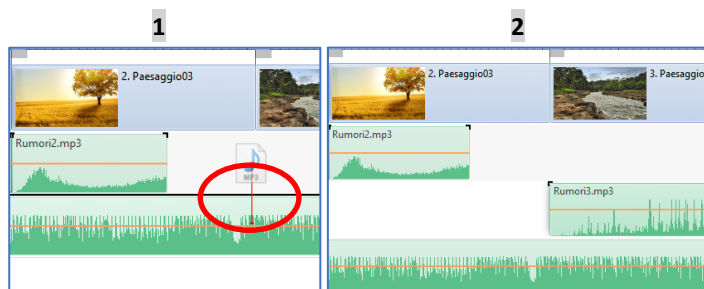 1
2. Paesaggio03
Rumori2.mp3
MP3
2
2. Paesaggio03
3. Paesaggio
Rumori2.mp3
Rumori3.mp3